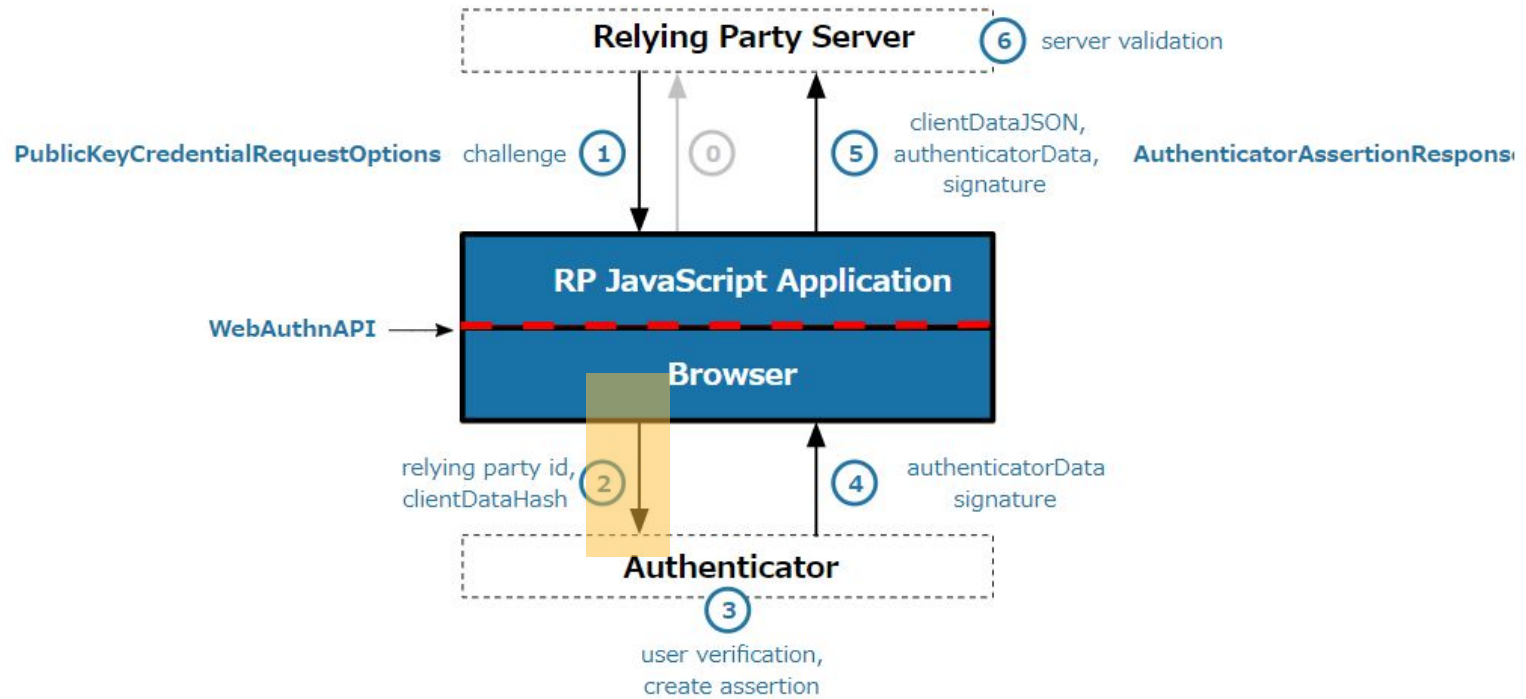 Relying Party Server
6 server validation
PublicKeyCredentialRequestOptions challenge 1
0
5
clientDataJSON,
authenticatorData,
signature
AuthenticatorAssertionRespons
RP JavaScript Application
WebAuthnAPI
Browser
relying party id,
clientDataHash
2
4
authenticatorData
signature
Authenticator
3
user verification,
create assertion